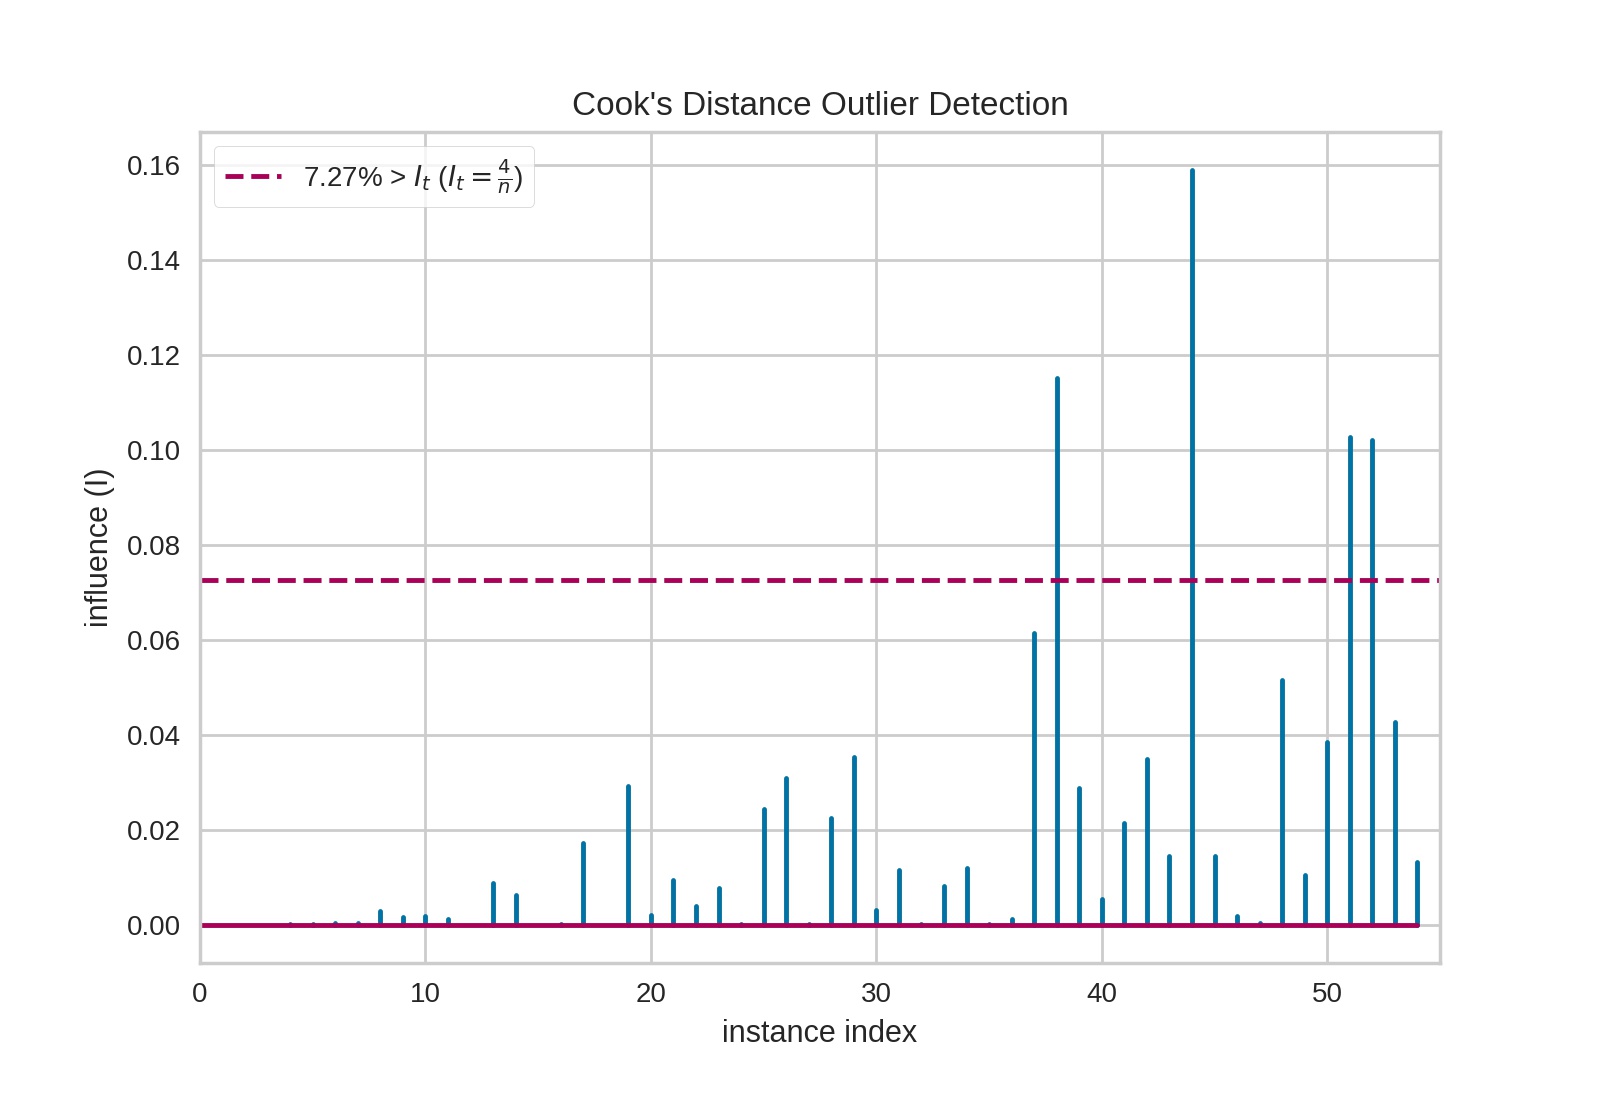 Cook's Distance Outlier Detection
7.27% > I_t (I_t = 4/n)
0.16
0.14
0.12
0.10
0.08
0.06
0.04
0.02
0.00
influence (I)
0 10 20 30 40 50
instance index